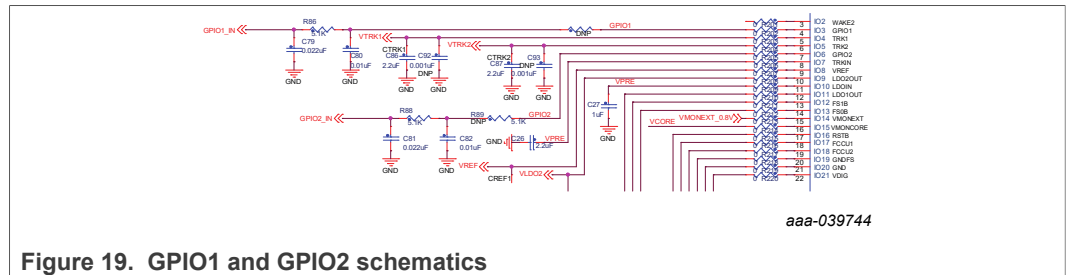 R86
IO2 WAKE2
GPIO1_IN
5.1K
GPIO1
DNP
3
IO3 GPIO1
C79
0.022uF
C80
0.01uF
VTRK1
CTRK1
C86
2.2uF
C92
0.001uF
DNP
VTRK2
CTRK2
C87
2.2uF
DNP
0.001uF
C93
4
IO4 TRK1
5
IO5 TRK2
6
IO6 GPIO2
7
IO7 TRKIN
8
IO8 VREF
9
IO9 LDO2OUT
10
IO10 LDOIN
11
IO11 LDO1OUT
12
IO12 FS1B
13
IO13 FS0B
14
IO14 VMONEXT
15
IO15 VMONCORE
16
IO16 RSTB
17
IO17 FCCU1
18
IO18 FCCU2
19
IO19 GNDFS
20
IO20 GND
21
IO21 VDIG
22
GND
GND
GND
GND
GND
GND
VPRE
C27
1uF
GND
VMONEXT_0.8V
VCORE
R88
GPIO2_IN
5.1K
R89
DNP
5.1K
GPIO2
C81
0.022uF
C82
0.01uF
GND
GND
GND
C26
VPRE
2.2uF
VREF
CREF1
VLDO2
0 R220
aaa-039744
Figure 19. GPIO1 and GPIO2 schematics